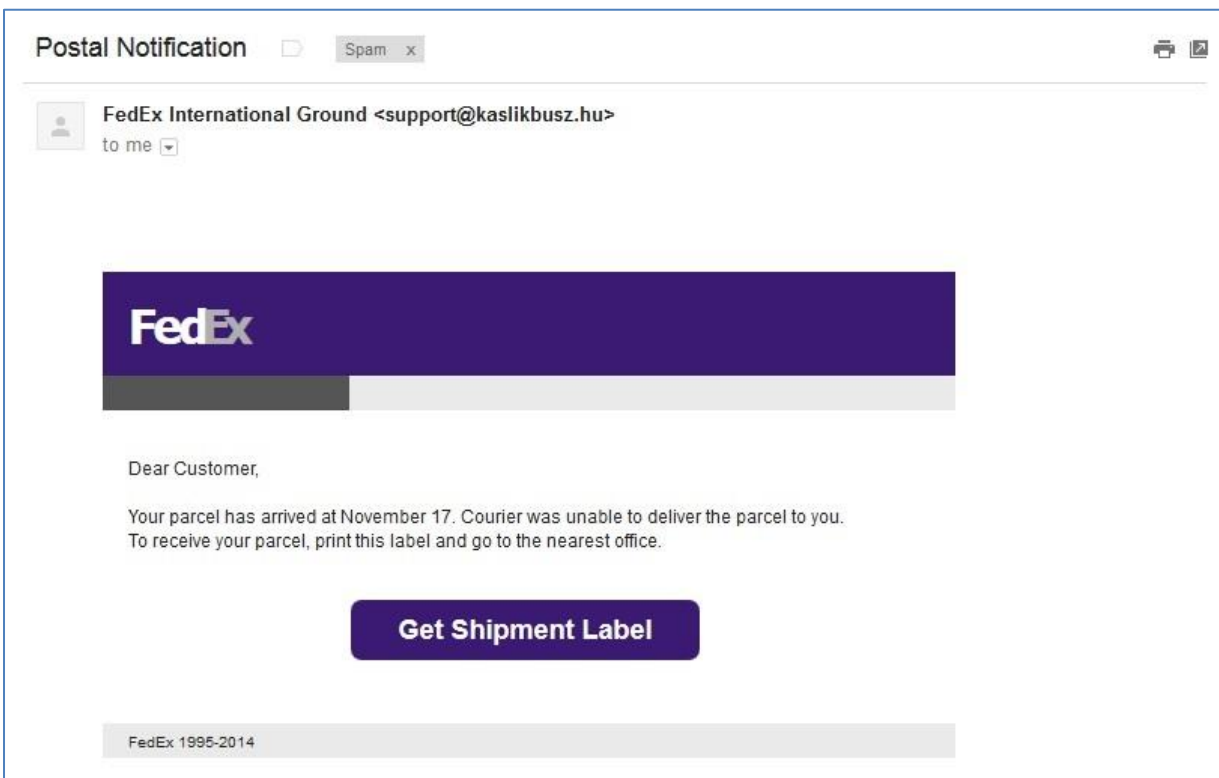 Postal Notification Spam x
FedEx International Ground <support@kaslikbusz.hu>
to me
FedEx
Dear Customer,
Your parcel has arrived at November 17. Courier was unable to deliver the parcel to you.
To receive your parcel, print this label and go to the nearest office.
Get Shipment Label
FedEx 1995-2014